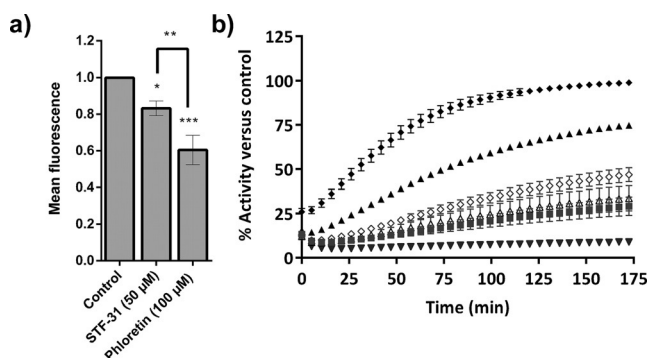 a)
**
*
***
Mean fluorescence
1.2
1.0
0.8
0.6
0.4
0.2
0.0
Control
STF-31 (50 µM)
Phloretin (100 µM)
b)
% Activity versus control
100
75
50
25
0
0 25 50 75 100 125 150 175
Time (min)